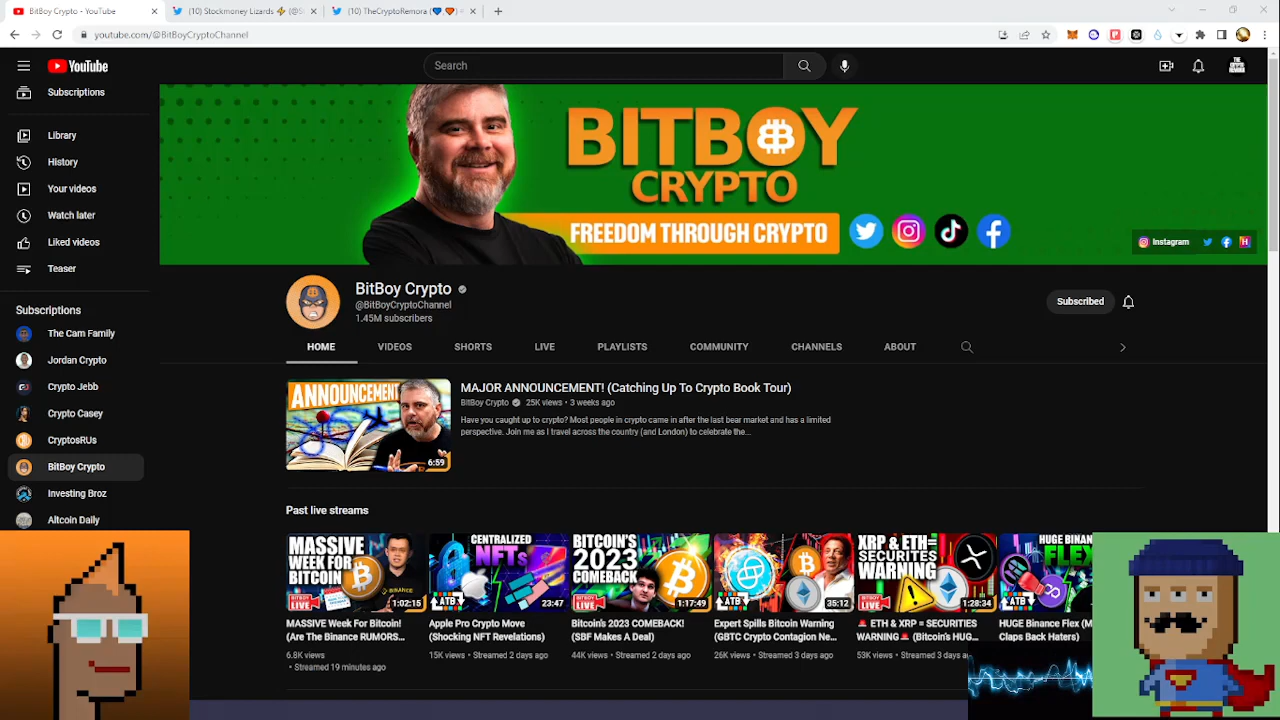 BitBoy Crypto - YouTube
(10) Stockmoney Lizards
(10) TheCryptoRemora
youtube.com/@BitBoyCryptoChannel
YouTube
Search
Subscriptions
Library
History
Your videos
Watch later
Liked videos
Teaser
Subscriptions
The Cam Family
Jordan Crypto
Crypto Jebb
Crypto Casey
CryptosRUs
BitBoy Crypto
Investing Broz
Altcoin Daily
BITBOY
CRYPTO
FREEDOM THROUGH CRYPTO
Instagram
BitBoy Crypto
@BitBoyCryptoChannel
1.45M subscribers
Subscribed
HOME
VIDEOS
SHORTS
LIVE
PLAYLISTS
COMMUNITY
CHANNELS
ABOUT
ANNOUNCEMENT
6:59
MAJOR ANNOUNCEMENT! (Catching Up To Crypto Book Tour)
BitBoy Crypto 25K views • 3 weeks ago
Have you caught up to crypto? Most people in crypto came in after the last bear market and has a limited
perspective. Join me as I travel across the country (and London) to celebrate the...
Past live streams
MASSIVE
WEEK FOR
BITCOIN
BINANCE
BITBOY
LIVE
1:02:15
MASSIVE Week For Bitcoin!
(Are The Binance RUMORS...
6.8K views
• Streamed 19 minutes ago
CENTRALIZED
NFTs
ATB
23:47
Apple Pro Crypto Move
(Shocking NFT Revelations)
15K views • Streamed 2 days ago
BITCOIN'S
2023
COMEBACK
BITBOY
LIVE
1:17:49
Bitcoin's 2023 COMEBACK!
(SBF Makes A Deal)
44K views • Streamed 2 days ago
ATB
35:12
Expert Spills Bitcoin Warning
(GBTC Crypto Contagion Ne...
26K views • Streamed 3 days ago
XRP & ETH=
SECURITES
WARNING
BITBOY
LIVE
1:28:34
ETH & XRP = SECURITIES
WARNING (Bitcoin's HUG...
53K views • Streamed 3 days a
HUGE BINAN
FLEX
ATB
HUGE Binance Flex (M
Claps Back Haters)